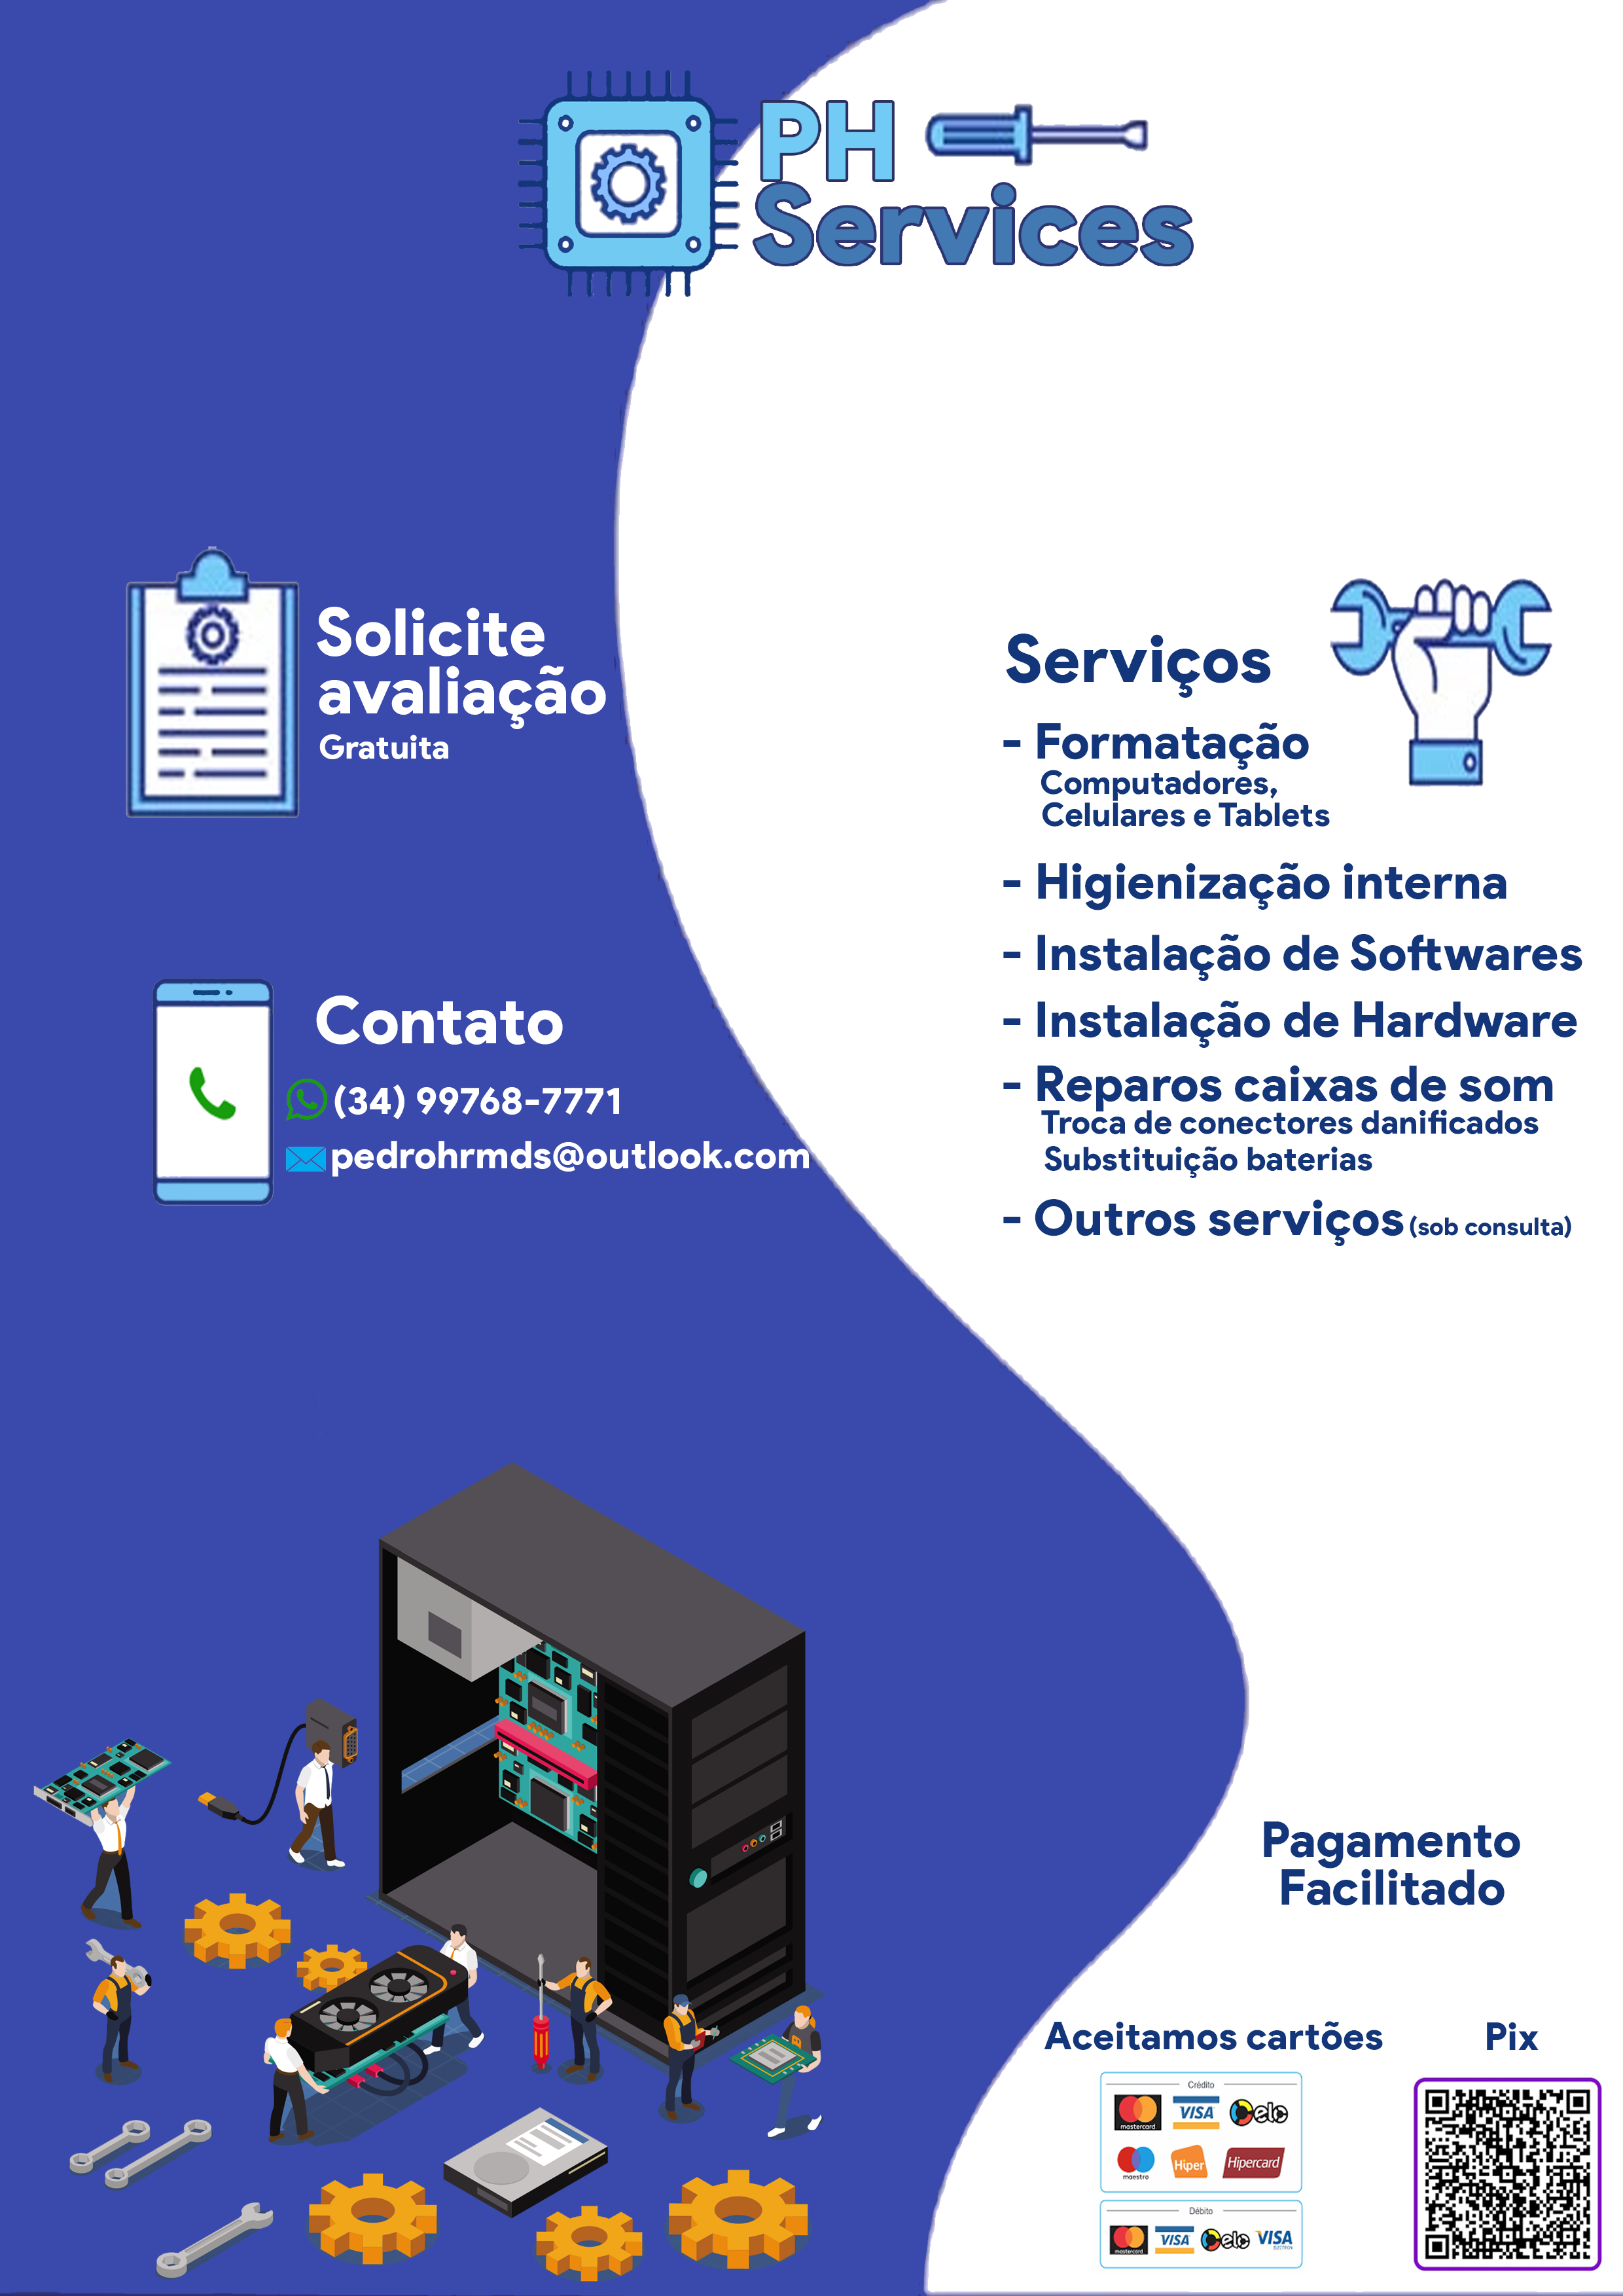 PH
Services
Solicite
avaliação
Gratuita
Contato
(34) 99768-7771
pedrohrmds@outlook.com
Serviços
- Formatação
Computadores,
Celulares e Tablets
- Higienização interna
- Instalação de Softwares
- Instalação de Hardware
- Reparos caixas de som
Troca de conectores danificados
Substituição baterias
- Outros serviços (sob consulta)
Pagamento
Facilitado
Aceitamos cartões
Crédito
mastercard VISA elo
maestro Hiper Hipercard
Débito
mastercard VISA elo VISA
ELECTRON
Pix